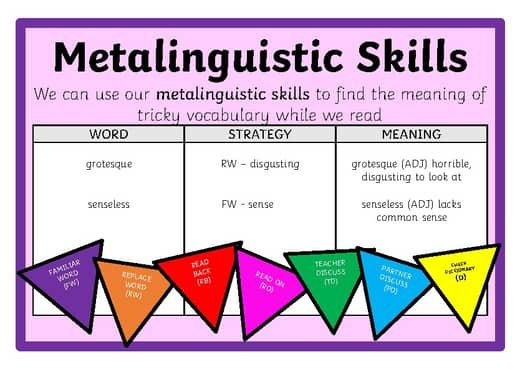 Metalinguistic Skills
We can use our metalinguistic skills to find the meaning of
tricky vocabulary while we read
WORD STRATEGY MEANING
grotesque RW – disgusting grotesque (ADJ) horrible,
disgusting to look at
senseless FW - sense senseless (ADJ) lacks
common sense
FAMILIAR
WORD
(FW)
REPLACE
WORD
(RW)
READ
BACK
(RB)
READ ON
(RO)
TEACHER
DISCUSS
(TD)
PARTNER
DISCUSS
(PD)
CHECK
DICTIONARY
(D)